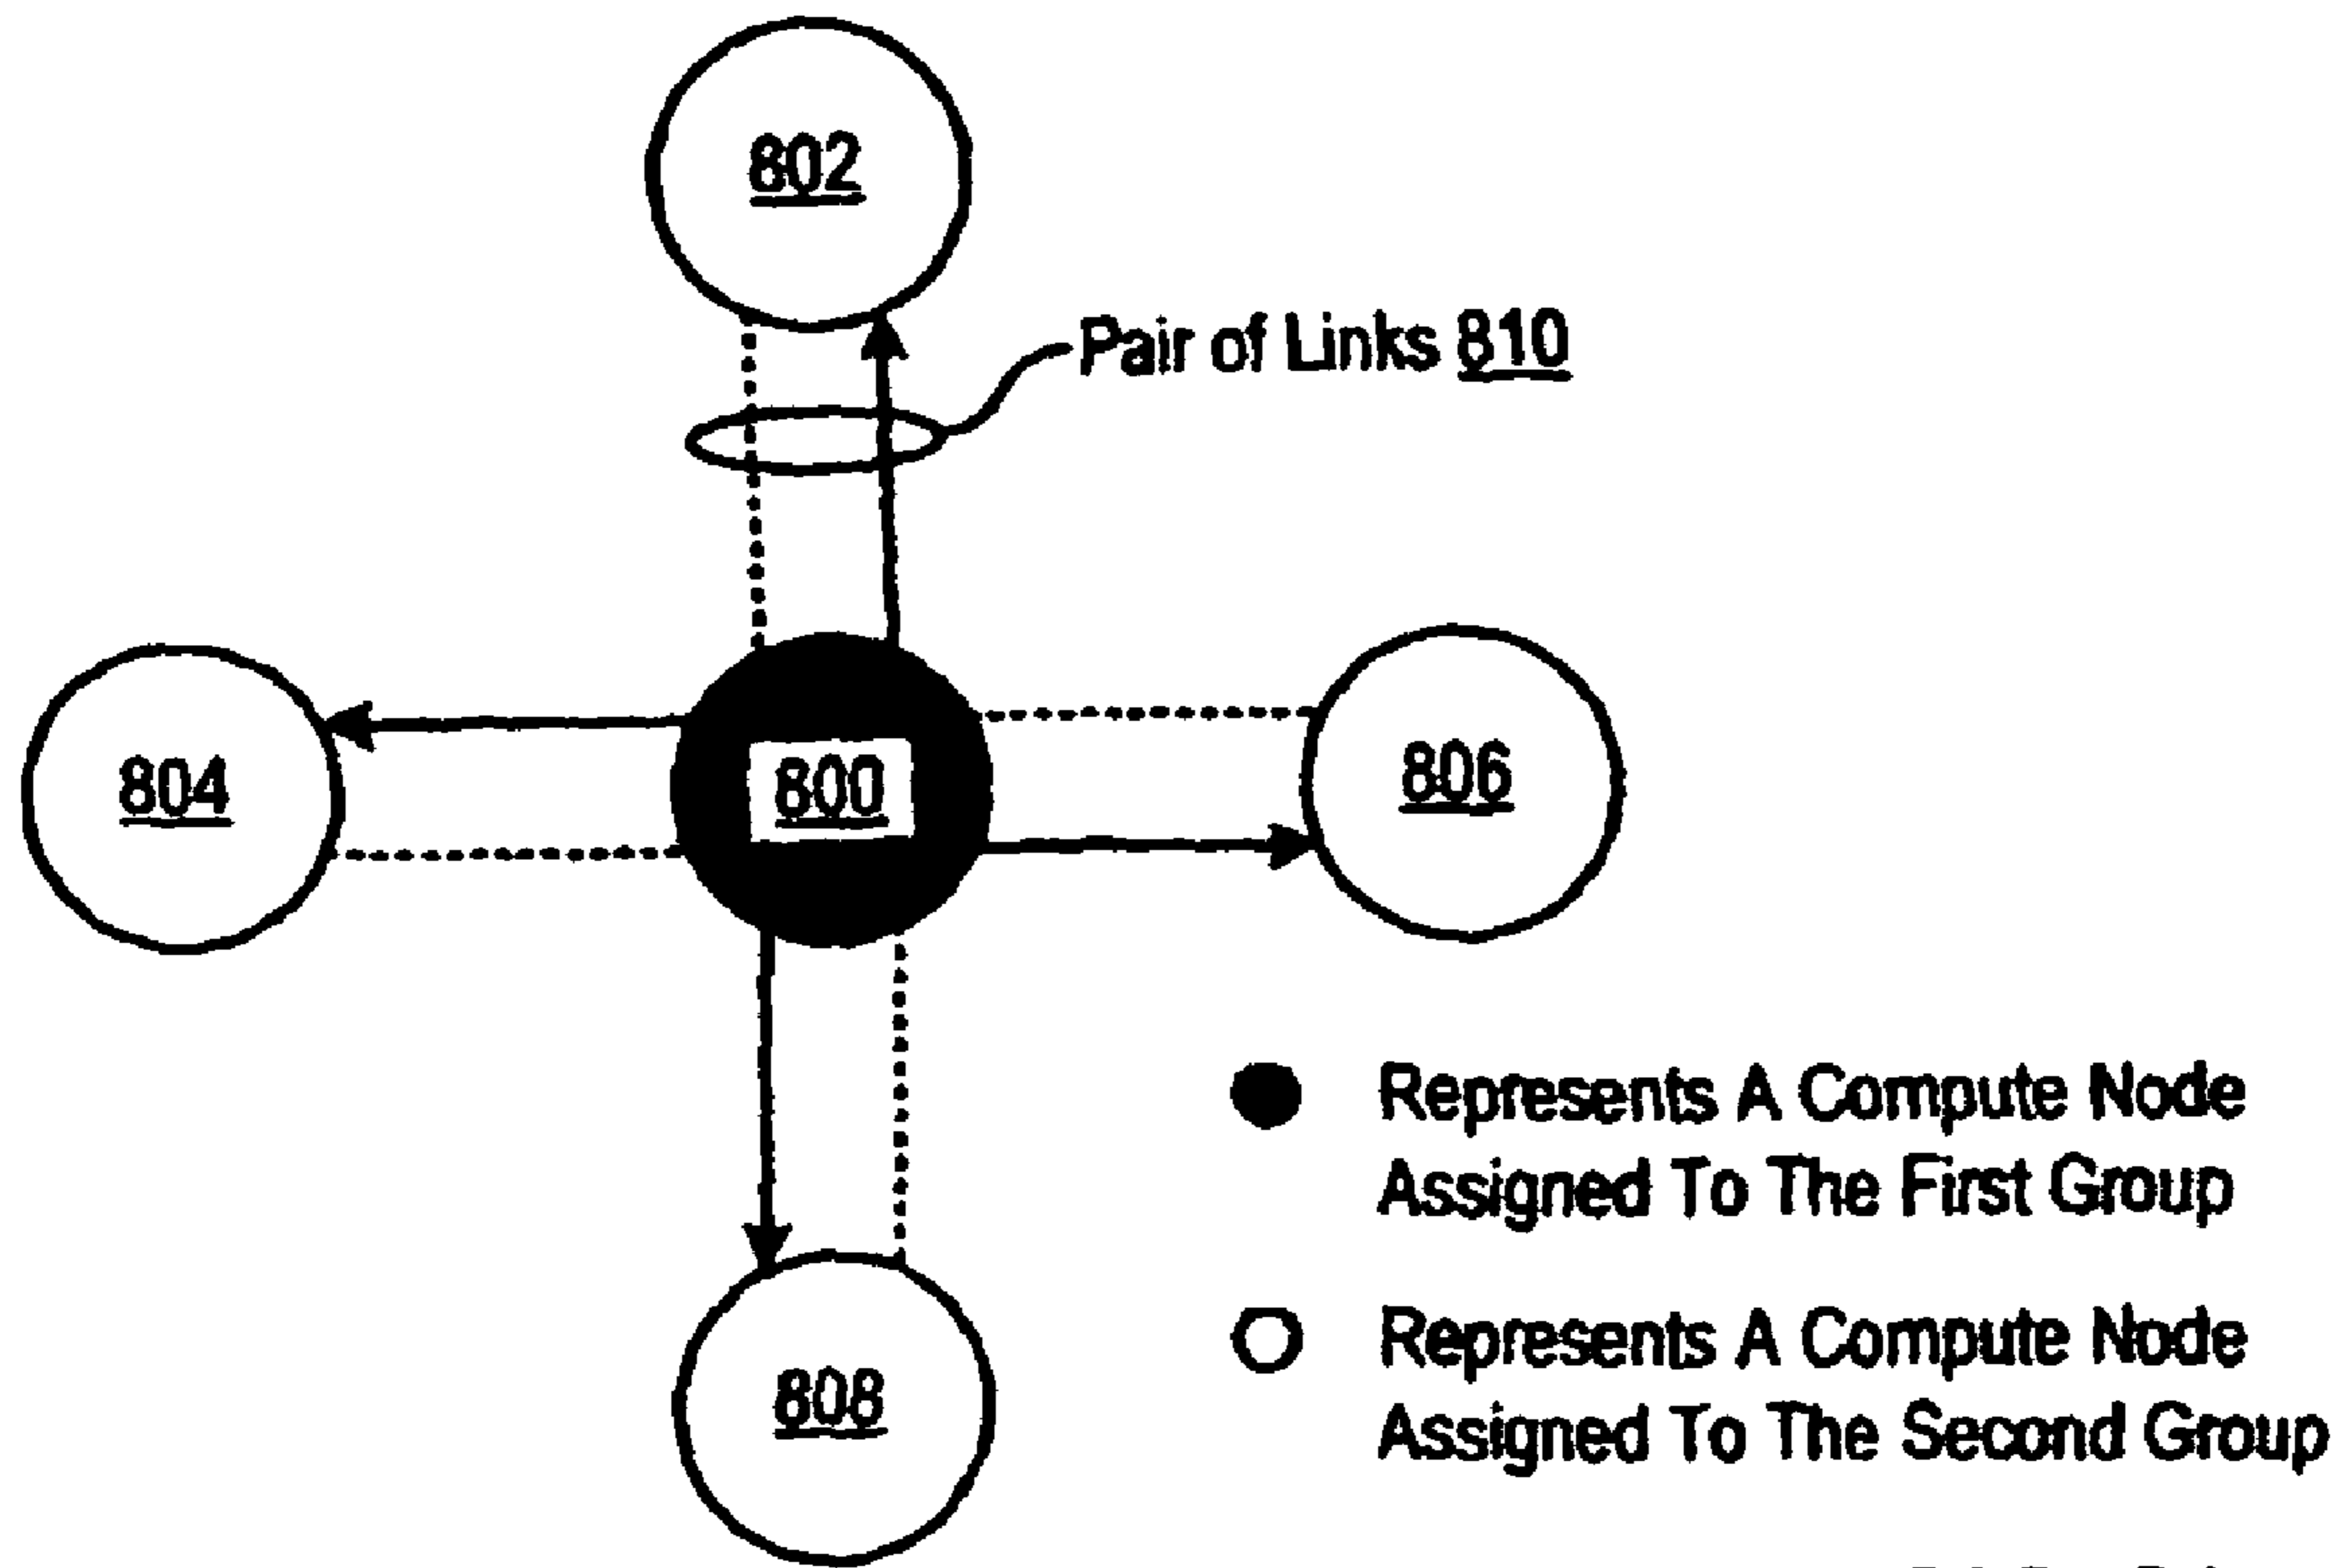 802
Pair of Links 810
804
800
806
Represents A Compute Node
Assigned To The First Group
Represents A Compute Node
Assigned To The Second Group
808